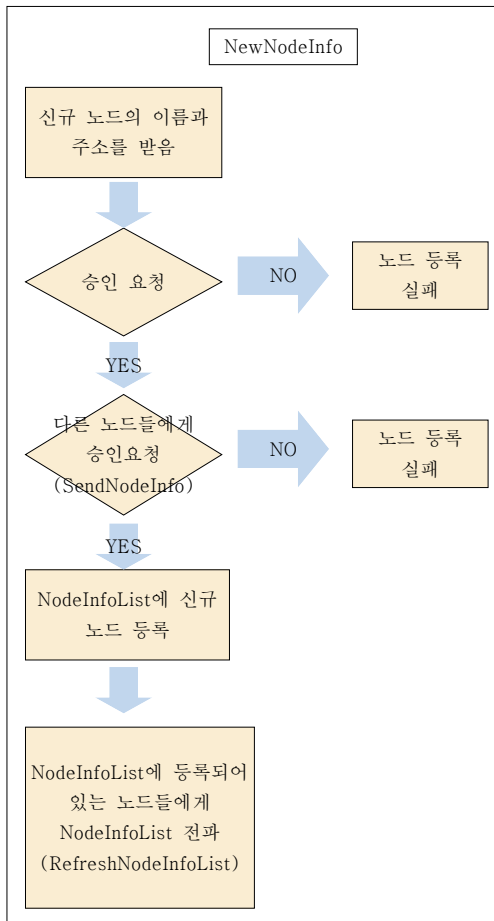 NewNodeInfo
신규 노드의 이름과
주소를 받음
승인 요청
NO
노드 등록
실패
YES
다른 노드들에게
승인요청
(SendNodeInfo)
NO
노드 등록
실패
YES
NodeInfoList에 신규
노드 등록
NodeInfoList에 등록되어
있는 노드들에게
NodeInfoList 전파
(RefreshNodeInfoList)